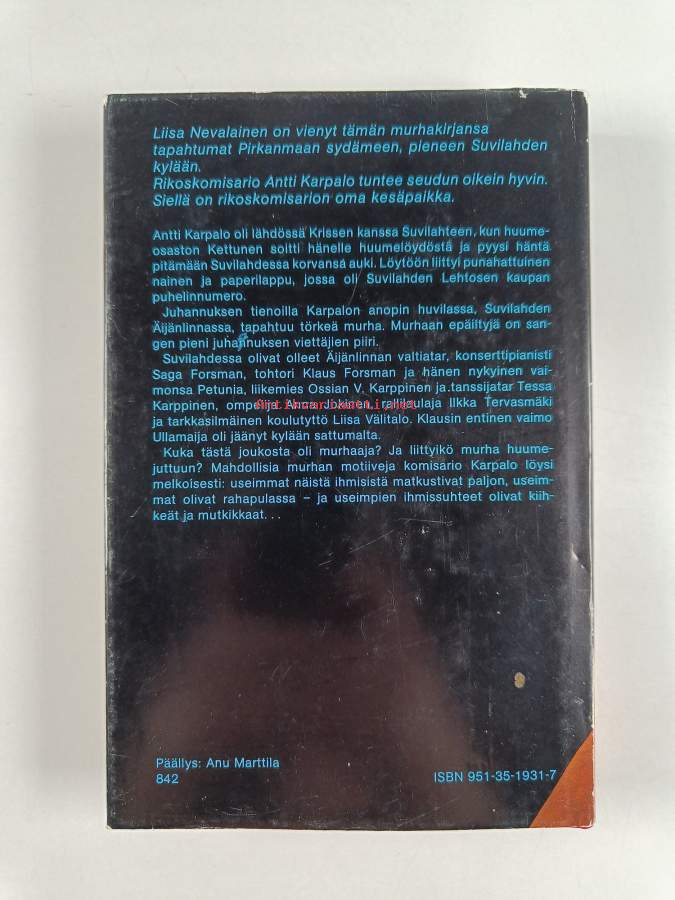 Liisa Nevalainen on vienyt tämän murhakirjansa
tapahtumat Pirkanmaan sydämeen, pieneen Suvilahden
kylään.
Rikoskomisario Antti Karpalo tuntee seudun oikein hyvin.
Siellä on rikoskomisarion oma kesäpaikka.
Antti Karpalo oli lähdössä Krissen kanssa Suvilahteen, kun huume-
osaston Kettunen soitti hänelle huumelöydöstä ja pyysi häntä
pitämään Suvilahdessa korvansa auki. Löytöön liittyi punahattuinen
nainen ja paperilappu, jossa oli Suvilahden Lehtosen kaupan
puhelinnumero.
Juhannuksen tienoilla Karpalon anopin huvilassa, Suvilahden
Äijänlinnassa, tapahtuu törkeä murha. Murhaan epäiltyjä on san-
gen pieni juhannuksen viettäjien piiri.
Suvilahdessa olivat olleet Äijänlinnan valtiatar, konserttipianisti
Saga Forsman, tohtori Klaus Forsman ja hänen nykyinen vai-
monsa Petunia, liikemies Ossian V. Karppinen ja tanssijatar Tessa
Karppinen, ompelija Anna Jokinen, ralliajaja Ilkka Tervasmäki
ja tarkkasilmäinen koulutyttö Liisa Välitalo. Klausin entinen vaimo
Ullamaija oli jäänyt kylään sattumalta.
Kuka tästä joukosta oli murhaaja? Ja liittyikö murha huume-
juttuun? Mahdollisia murhan motiiveja komisario Karpalo löysi
melkoisesti: useimmat näistä ihmisistä matkustivat paljon, useim-
mat olivat rahapulassa – ja useimpien ihmissuhteet olivat kiih-
keät ja mutkikkaat...
Päällys: Anu Marttila
842
ISBN 951-35-1931-7